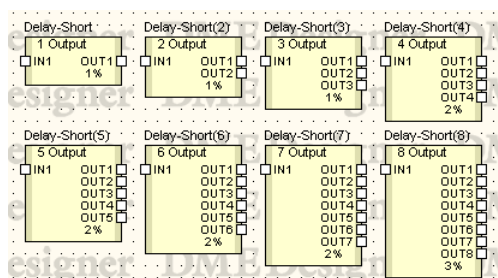 Delay-Short
1 Output
IN1 OUT1
1%
Delay-Short(2)
2 Output
IN1 OUT1
OUT2
1%
Delay-Short(3)
3 Output
IN1 OUT1
OUT2
OUT3
1%
Delay-Short(4)
4 Output
IN1 OUT1
OUT2
OUT3
OUT4
2%
Delay-Short(5)
5 Output
IN1 OUT1
OUT2
OUT3
OUT4
OUT5
2%
Delay-Short(6)
6 Output
IN1 OUT1
OUT2
OUT3
OUT4
OUT5
OUT6
2%
Delay-Short(7)
7 Output
IN1 OUT1
OUT2
OUT3
OUT4
OUT5
OUT6
OUT7
2%
Delay-Short(8)
8 Output
IN1 OUT1
OUT2
OUT3
OUT4
OUT5
OUT6
OUT7
OUT8
3%
esigner DME Designer DM